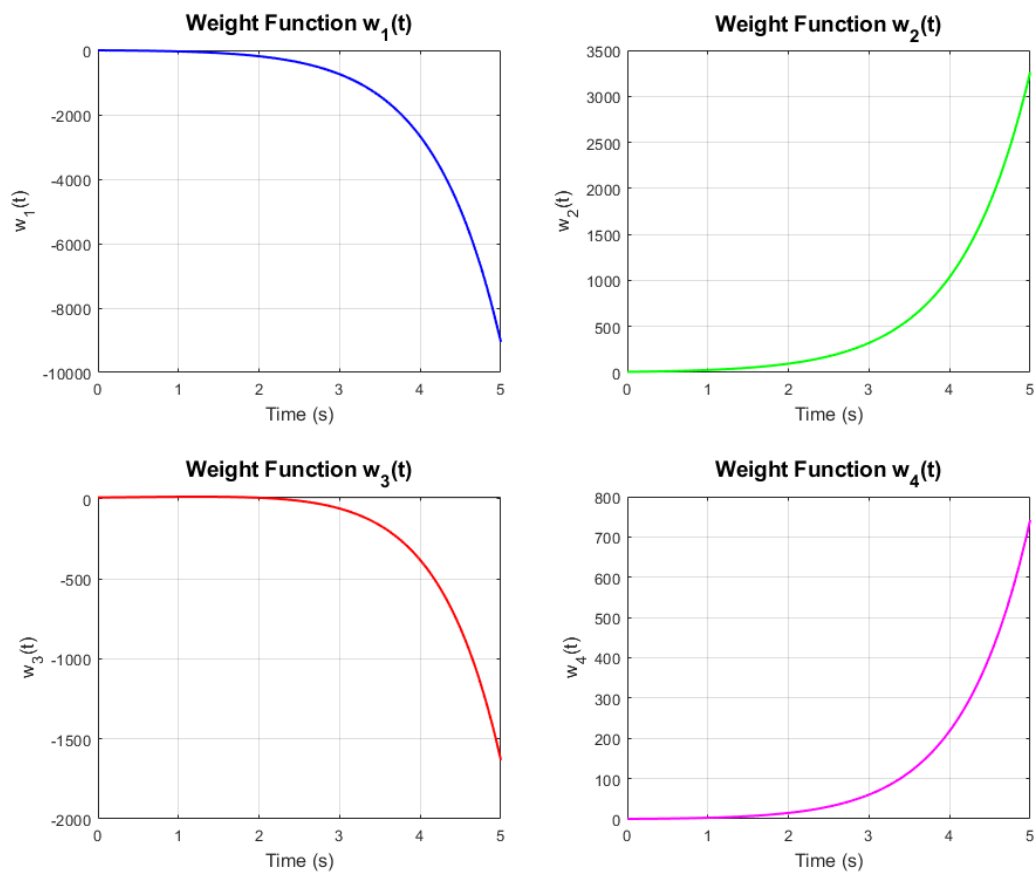 Weight Function w1(t)
w1(t)
0
-2000
-4000
-6000
-8000
-10000
0 1 2 3 4 5
Time (s)
Weight Function w2(t)
w2(t)
3500
3000
2500
2000
1500
1000
500
0
0 1 2 3 4 5
Time (s)
Weight Function w3(t)
w3(t)
0
-500
-1000
-1500
-2000
0 1 2 3 4 5
Time (s)
Weight Function w4(t)
w4(t)
800
700
600
500
400
300
200
100
0
0 1 2 3 4 5
Time (s)